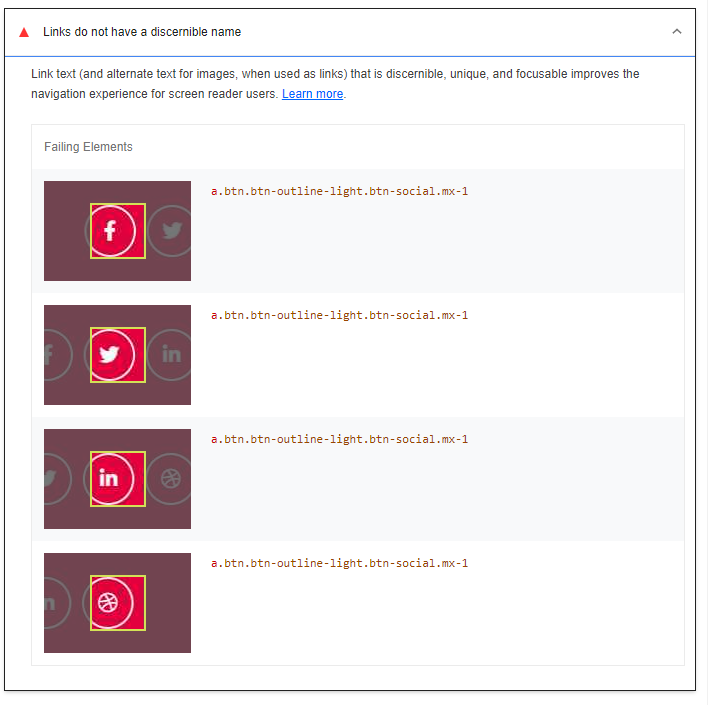 Links do not have a discernible name
Link text (and alternate text for images, when used as links) that is discernible, unique, and focusable improves the
navigation experience for screen reader users. Learn more.
Failing Elements
a.btn.btn-outline-light.btn-social.mx-1
a.btn.btn-outline-light.btn-social.mx-1
a.btn.btn-outline-light.btn-social.mx-1
a.btn.btn-outline-light.btn-social.mx-1